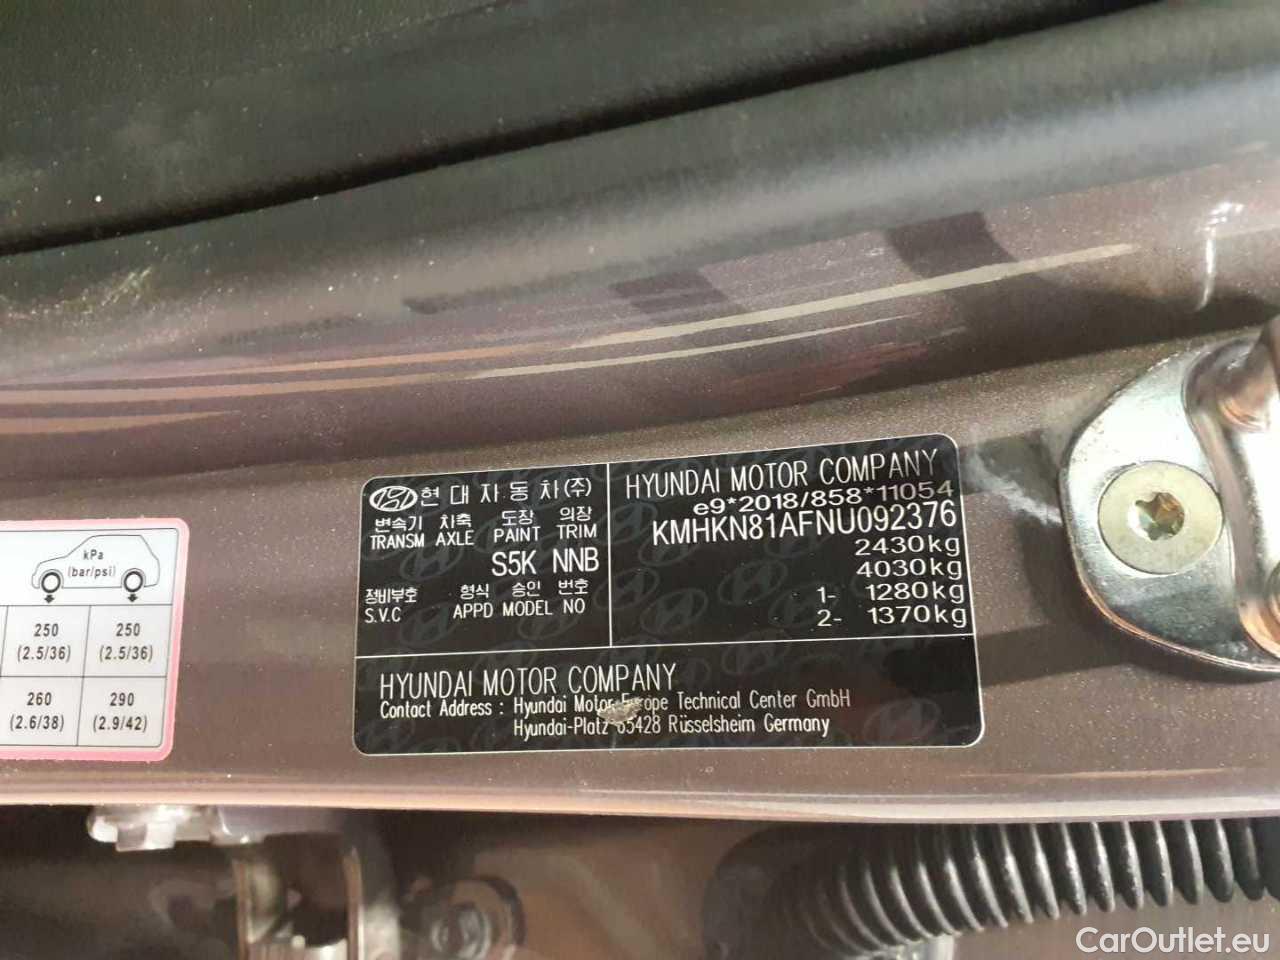 현대자동차(주)
변속기 차축 도장 의장
TRANSM AXLE PAINT TRIM
S5K NNB
정비부호 형식 승인 번호
S.V.C APPD MODEL NO
HYUNDAI MOTOR COMPANY
e9*2018/858*11054
KMHKN81AFNU092376
2430kg
4030kg
1- 1280kg
2- 1370kg
HYUNDAI MOTOR COMPANY
Contact Address : Hyundai Motor Europe Technical Center GmbH
Hyundai-Platz 65428 Rüsselsheim Germany
kPa
(bar/psi)
250 250
(2.5/36) (2.5/36)
260 290
(2.6/38) (2.9/42)
CarOutlet.eu